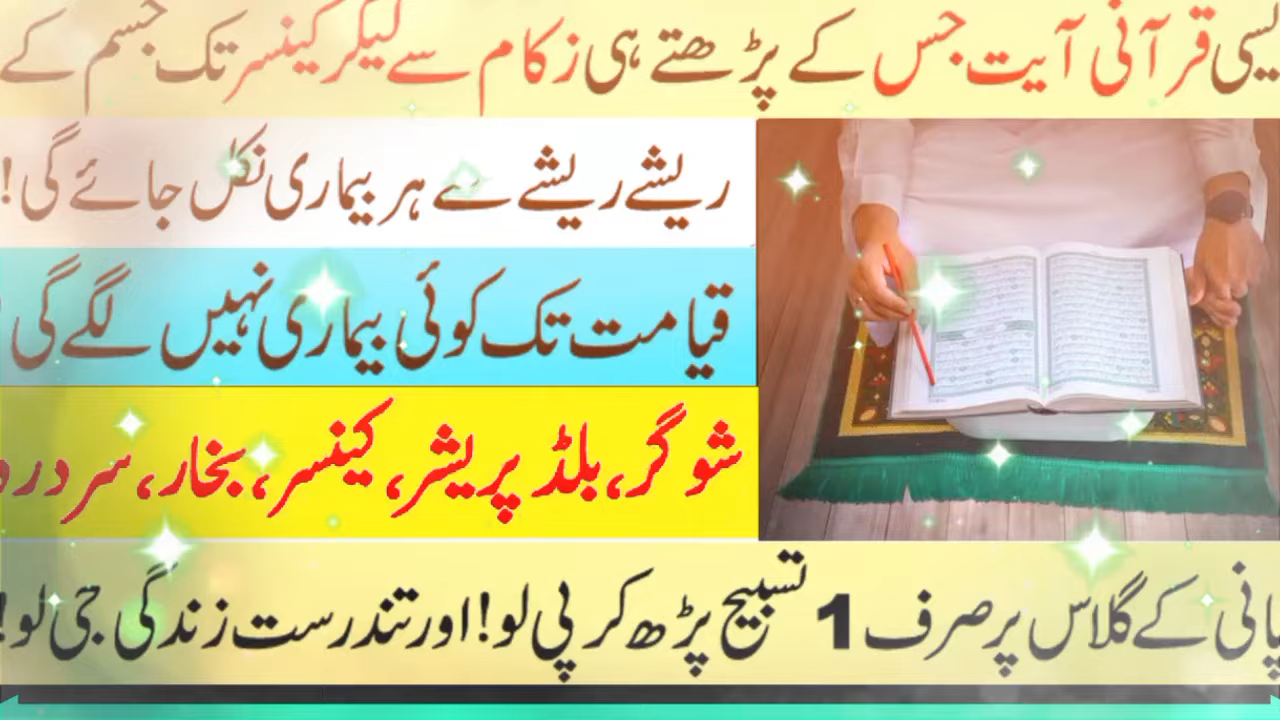 یسی قرآنی آیت جس کے پڑھتے ہی زکام سے لیکر کینسر تک جسم کے
ریشے ریشے سے ہر بیماری نکل جائے گی!
قیامت تک کوئی بیماری نہیں لگے گی
شوگر، بلڈ پریشر، کینسر، بخار، سر درد
پانی کے گلاس پر صرف 1 تسبیح پڑھ کر پی لو! اور تندرست زندگی جی لو!